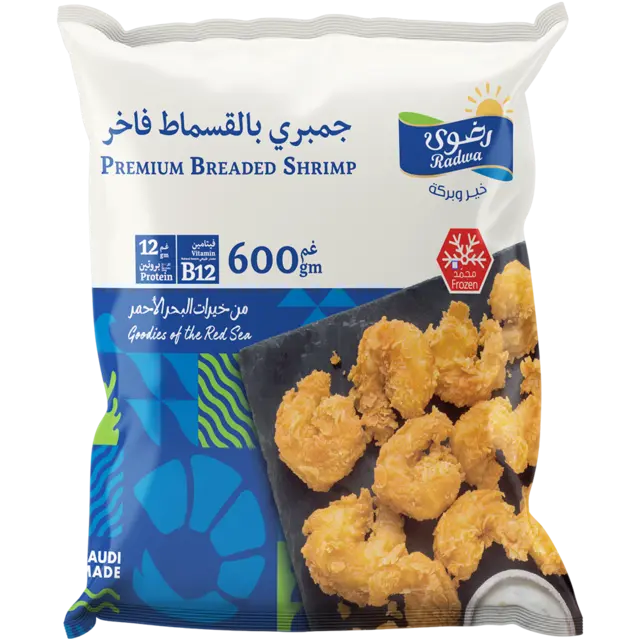 جمبري بالقسماط فاخر
PREMIUM BREADED SHRIMP
رضوى
Radwa
خير وبركة
12 غم
gm
بروتين
Protein
فيتامين
Vitamin
B12
600 غم
gm
مجمّد
Frozen
من خيرات البحر الأحمر
Goodies of the Red Sea
AUDI
MADE